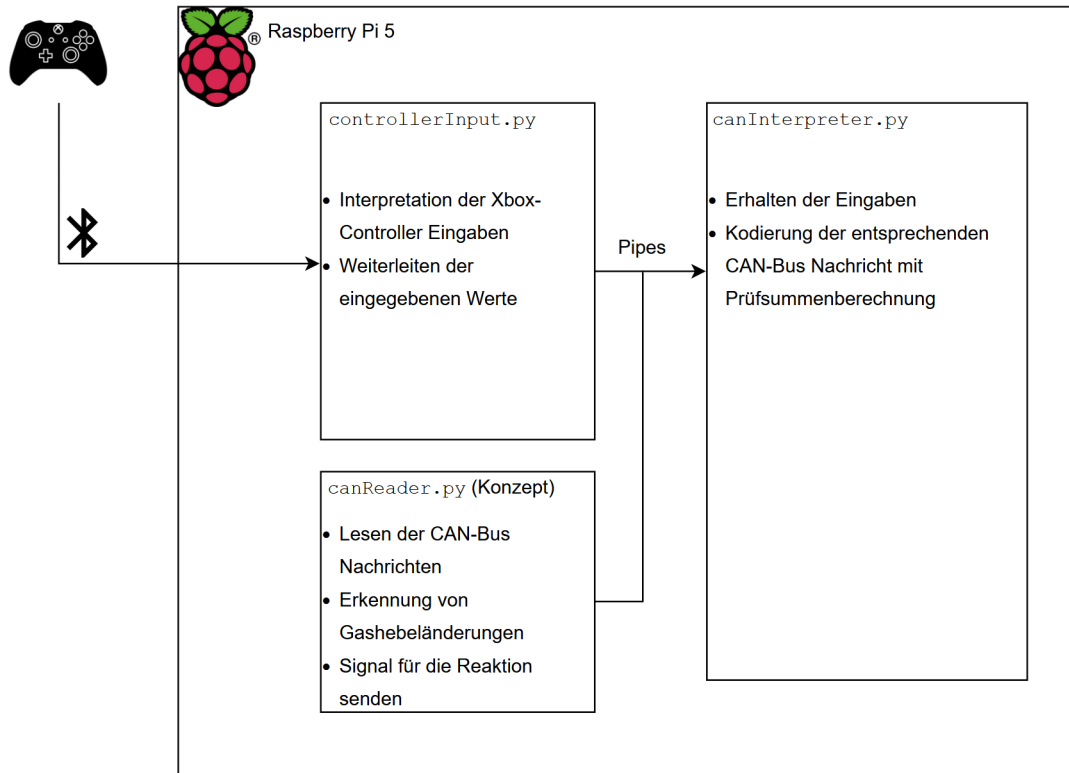 ® Raspberry Pi 5
controllerInput.py
• Interpretation der Xbox-
Controller Eingaben
• Weiterleiten der
eingegebenen Werte
Pipes
canInterpreter.py
• Erhalten der Eingaben
• Kodierung der entsprechenden
CAN-Bus Nachricht mit
Prüfsummenberechnung
canReader.py (Konzept)
• Lesen der CAN-Bus
Nachrichten
• Erkennung von
Gashebeländerungen
• Signal für die Reaktion
senden